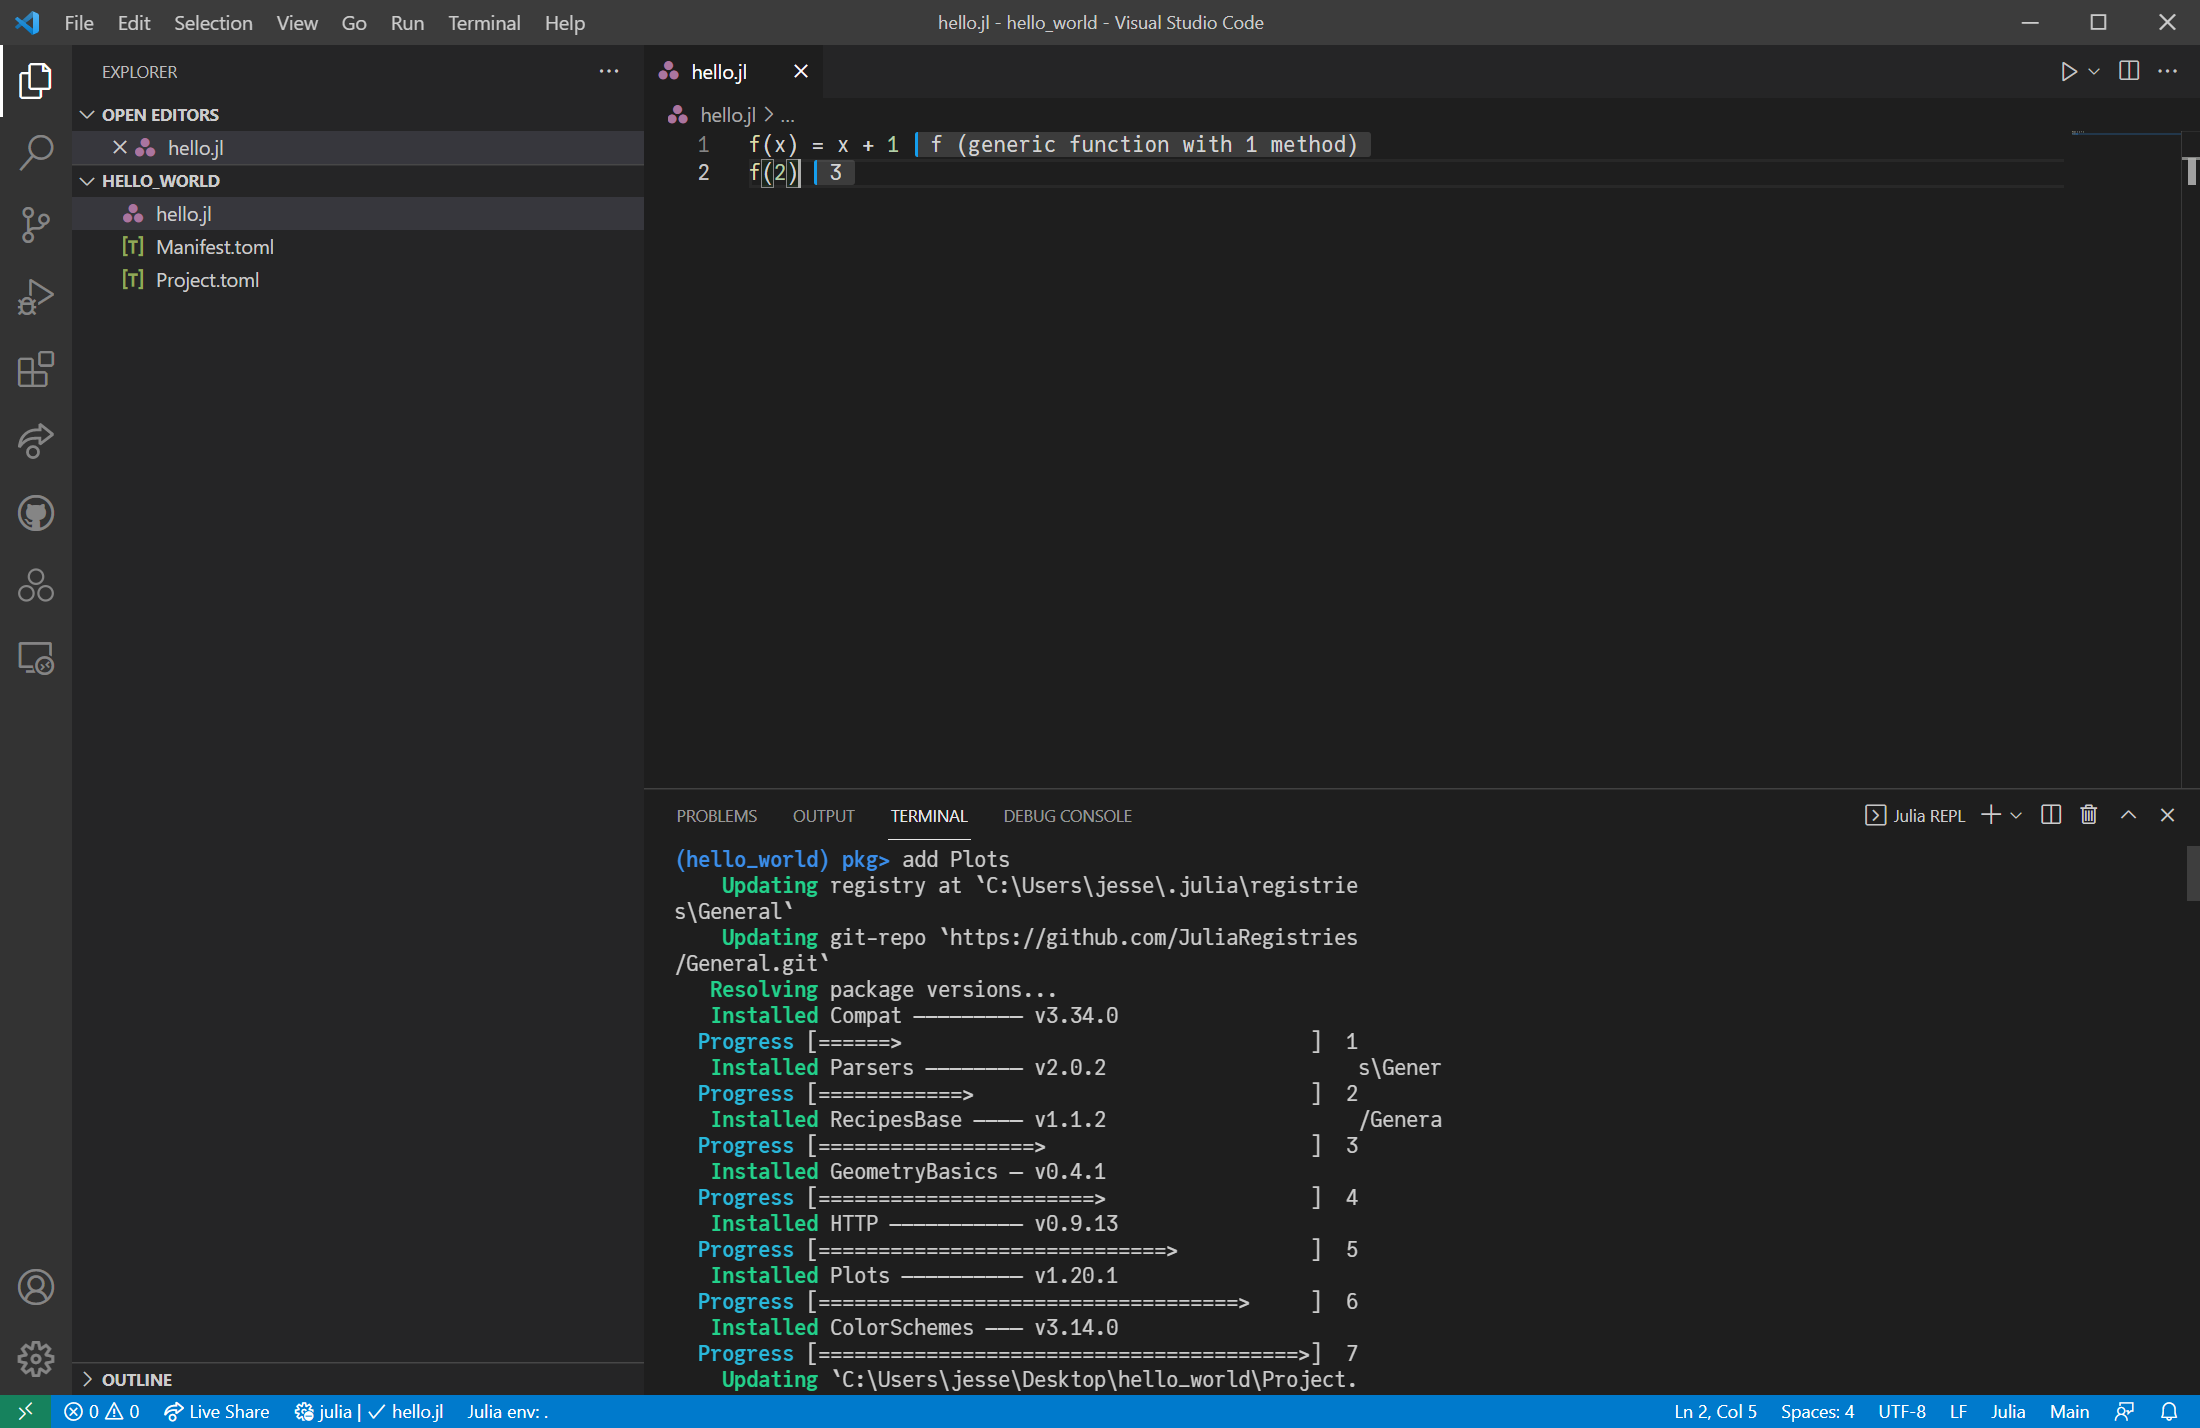 File Edit Selection View Go Run Terminal Help hello.jl - hello_world - Visual Studio Code
EXPLORER
OPEN EDITORS
hello.jl
HELLO_WORLD
hello.jl
Manifest.toml
Project.toml
OUTLINE
hello.jl
hello.jl > ...
1 f(x) = x + 1 f (generic function with 1 method)
2 f(2) 3
PROBLEMS OUTPUT TERMINAL DEBUG CONSOLE Julia REPL
(hello_world) pkg> add Plots
Updating registry at `C:\Users\jesse\.julia\registrie
s\General`
Updating git-repo `https://github.com/JuliaRegistries
/General.git`
Resolving package versions...
Installed Compat ───────── v3.34.0
Progress [======>                                  ]  1
Installed Parsers ──────── v2.0.2                     s\Gener
Progress [============>                            ]  2
Installed RecipesBase ──── v1.1.2                     /Genera
Progress [==================>                      ]  3
Installed GeometryBasics ─ v0.4.1
Progress [=======================>                 ]  4
Installed HTTP ─────────── v0.9.13
Progress [=============================>           ]  5
Installed Plots ────────── v1.20.1
Progress [===================================>     ]  6
Installed ColorSchemes ─── v3.14.0
Progress [========================================>]  7
Updating `C:\Users\jesse\Desktop\hello_world\Project.
0 0 Live Share julia | ✓ hello.jl Julia env: . Ln 2, Col 5 Spaces: 4 UTF-8 LF Julia Main